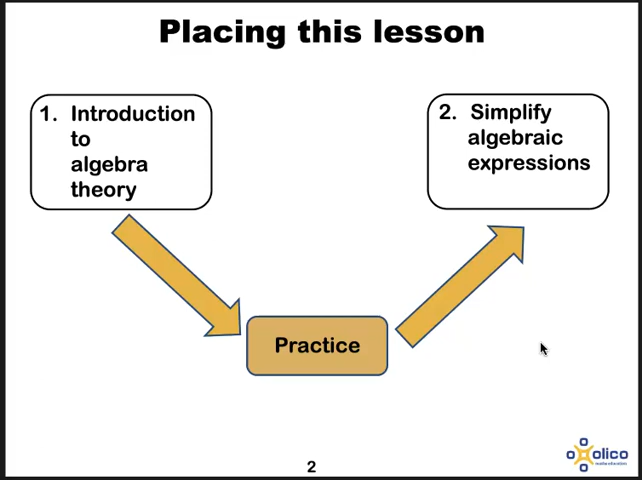 Placing this lesson
1. Introduction
to
algebra
theory
2. Simplify
algebraic
expressions
Practice
2
olico